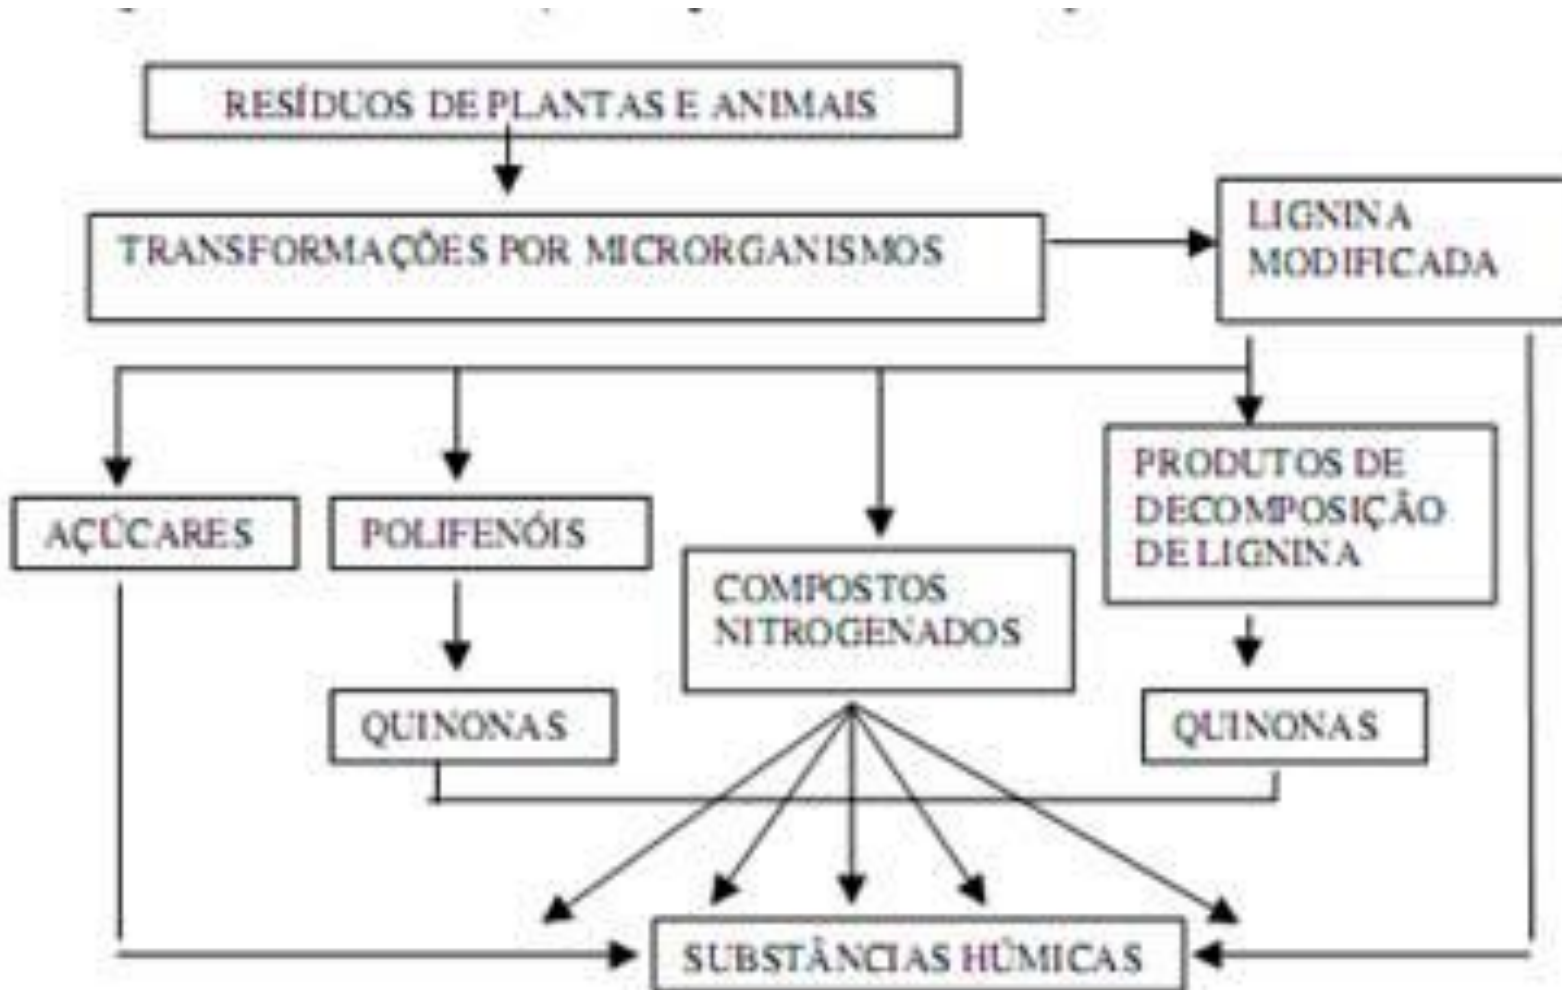 RESÍDUOS DE PLANTAS E ANIMAIS
TRANSFORMAÇÕES POR MICRORGANISMOS
LIGNINA
MODIFICADA
AÇÚCARES
POLIFENÓIS
COMPOSTOS
NITROGENADOS
PRODUTOS DE
DECOMPOSIÇÃO
DE LIGNINA
QUINONAS
QUINONAS
SUBSTÂNCIAS HÚMICAS